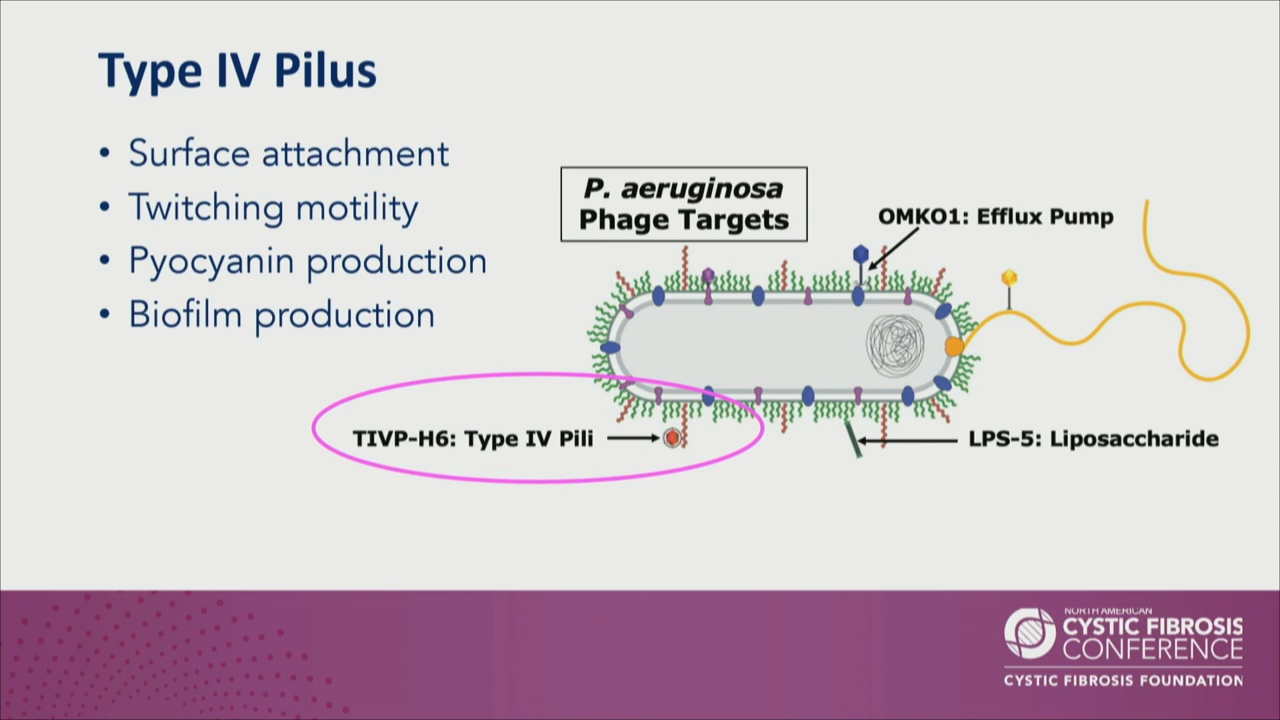 Type IV Pilus
• Surface attachment
• Twitching motility
• Pyocyanin production
• Biofilm production
P. aeruginosa
Phage Targets
OMKO1: Efflux Pump
TIVP-H6: Type IV Pili
LPS-5: Liposaccharide
NORTH AMERICAN
CYSTIC FIBROSIS
CONFERENCE
CYSTIC FIBROSIS FOUNDATION